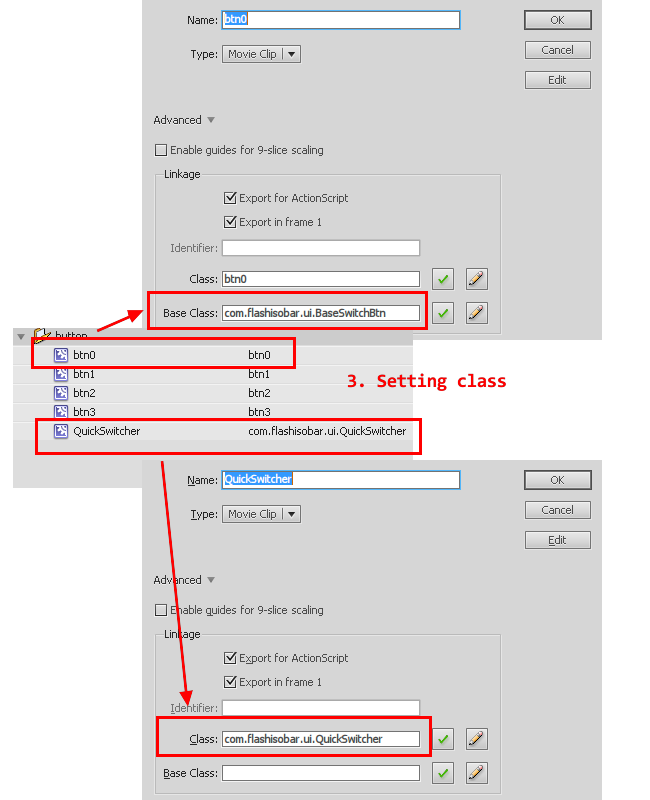 Name: btn0
OK
Type: Movie Clip
Cancel
Edit
Advanced
Enable guides for 9-slice scaling
Linkage
Export for ActionScript
Export in frame 1
Identifier:
Class: btn0
Base Class: com.flashisobar.ui.BaseSwitchBtn
button
btn0 btn0
btn1 btn1
btn2 btn2
btn3 btn3
QuickSwitcher com.flashisobar.ui.QuickSwitcher
3. Setting class
Name: QuickSwitcher
OK
Type: Movie Clip
Cancel
Edit
Advanced
Enable guides for 9-slice scaling
Linkage
Export for ActionScript
Export in frame 1
Identifier:
Class: com.flashisobar.ui.QuickSwitcher
Base Class: